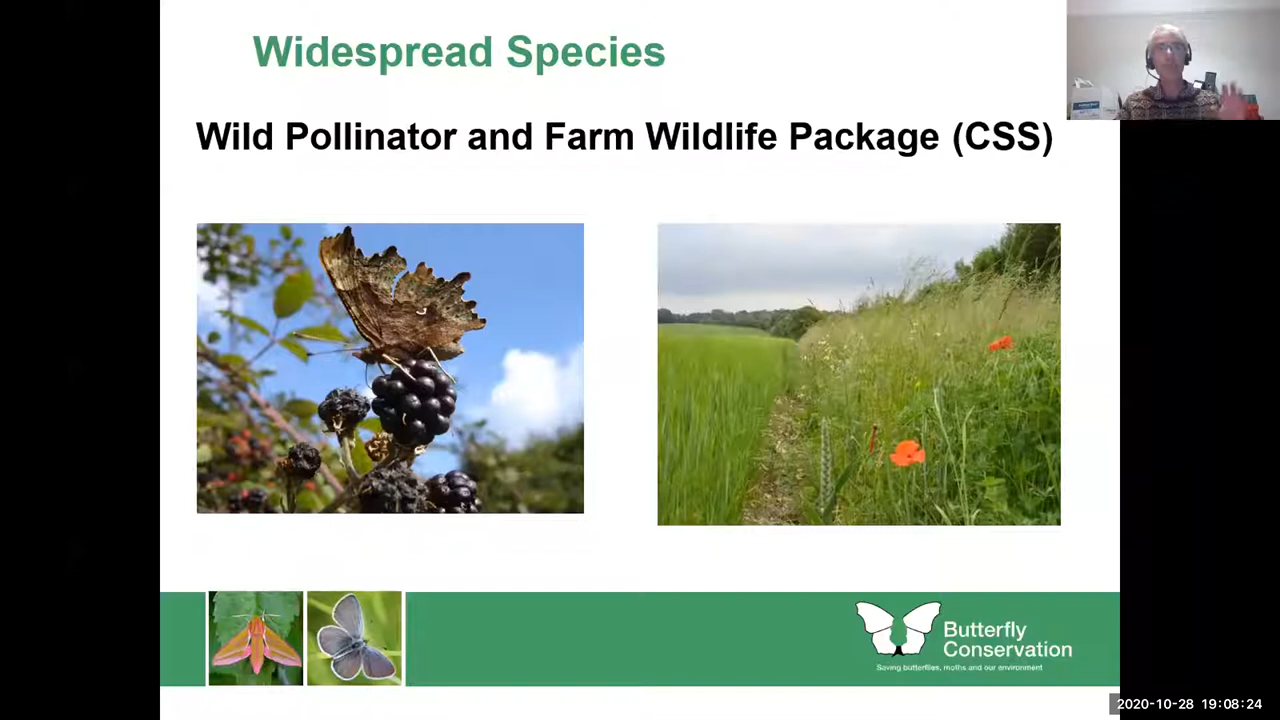 Widespread Species
Wild Pollinator and Farm Wildlife Package (CSS)
Butterfly
Conservation
Saving butterflies, moths and our environment
2020-10-28 19:08:24